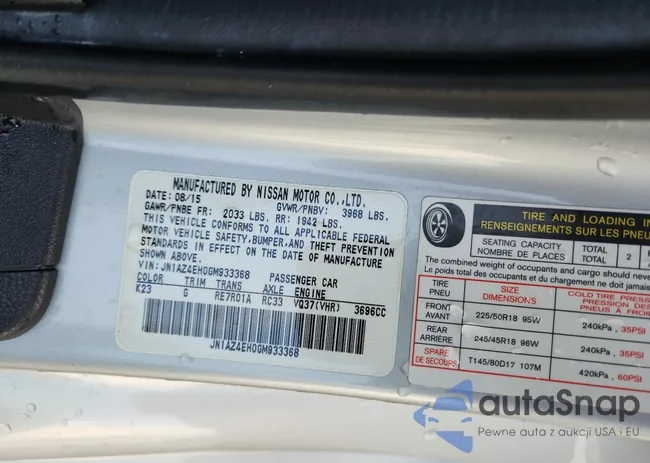 MANUFACTURED BY NISSAN MOTOR CO.,LTD.
DATE: 08/15 GVWR/PNBV: 3968 LBS.
GAWR/PNBE FR: 2033 LBS. RR: 1942 LBS.
THIS VEHICLE CONFORMS TO ALL APPLICABLE FEDERAL
MOTOR VEHICLE SAFETY,BUMPER,AND THEFT PREVENTION
STANDARDS IN EFFECT ON THE DATE OF MANUFACTURE
SHOWN ABOVE.
VIN: JN1AZ4EH0GM933368 PASSENGER CAR
COLOR TRIM TRANS AXLE ENGINE
K23 G RE7R01A RC33 VQ37(VHR) 3696CC
JN1AZ4EH0GM933368
TIRE AND LOADING IN
RENSEIGNEMENTS SUR LES PNEU
SEATING CAPACITY TOTAL 2
NOMBRE DE PLACES TOTAL
The combined weight of occupants and cargo should never
Le poids total des occupants et du chargement ne doit
TIRE SIZE COLD TIRE P
PNEU DIMENSIONS
FRONT 225/50R18 95W 240kPa, 35PSI
AVANT
REAR 245/45R18 96W 240kPa, 35PSI
ARRIÈRE
SPARE T145/80D17 107M 420kPa, 60PSI
DE SECOURS
autoSnap
Pewne auta z aukcji USA i EU